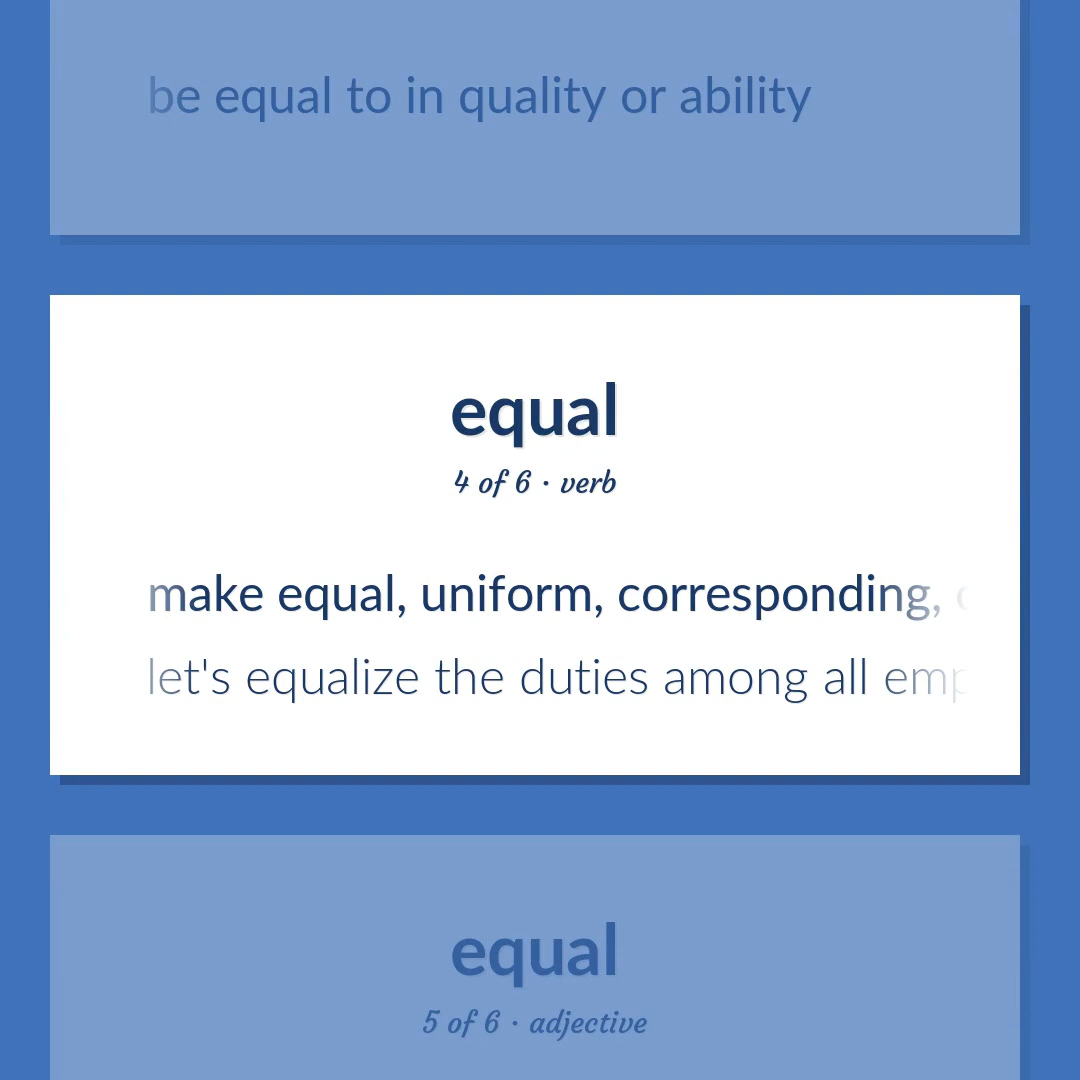 be equal to in quality or ability
equal
4 of 6 · verb
make equal, uniform, corresponding,
let's equalize the duties among all
equal
5 of 6 · adjective